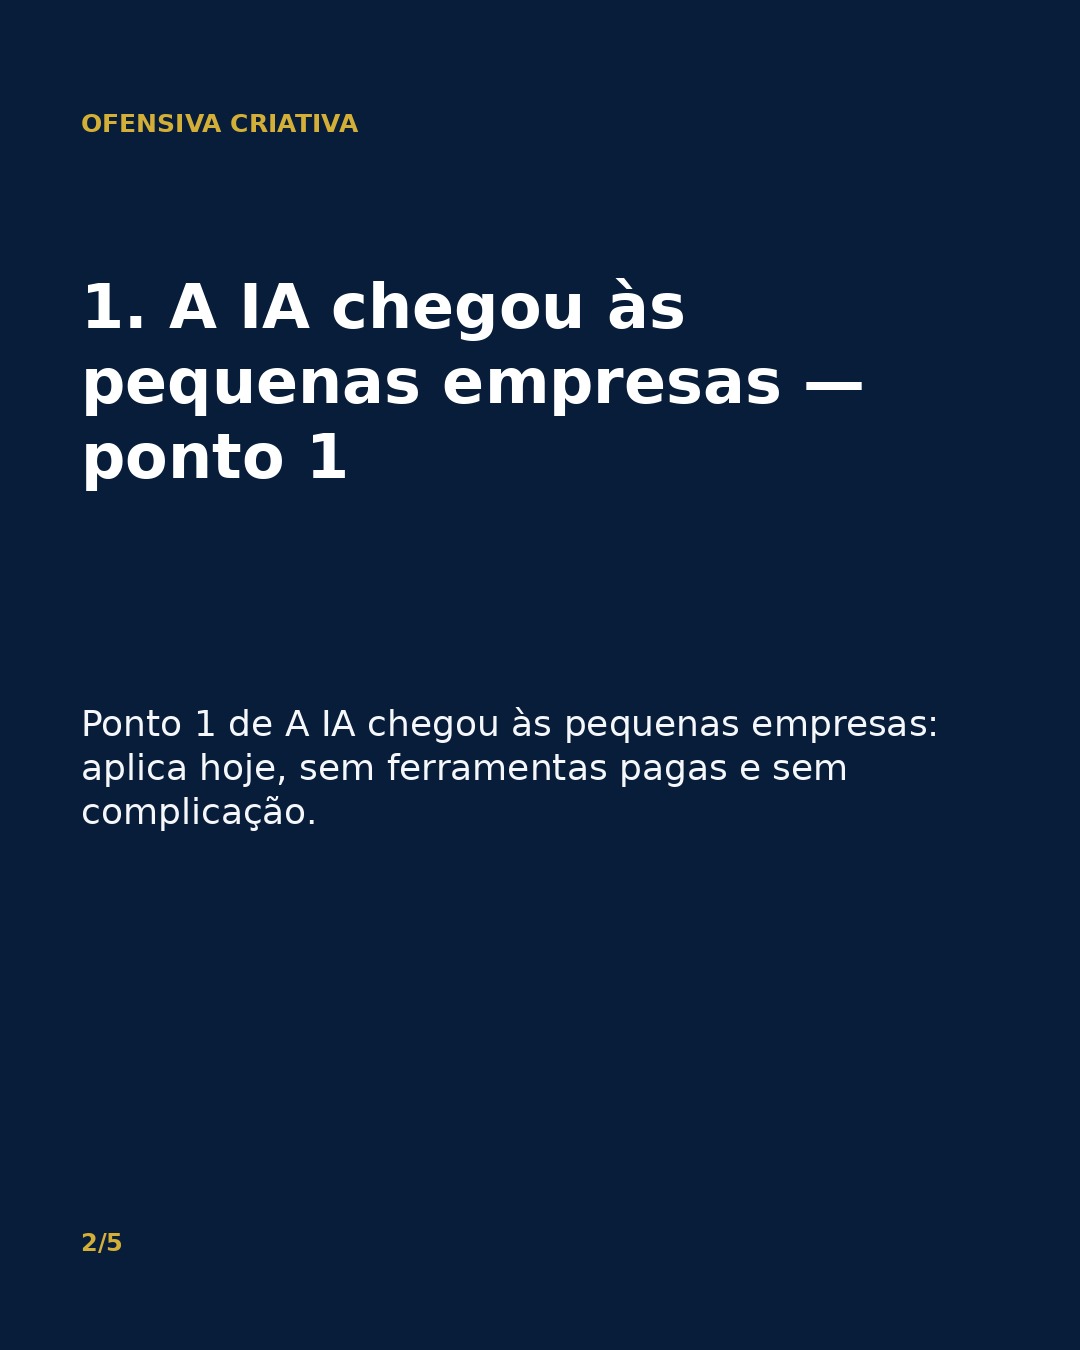 OFENSIVA CRIATIVA
1. A IA chegou às
pequenas empresas —
ponto 1
Ponto 1 de A IA chegou às pequenas empresas:
aplica hoje, sem ferramentas pagas e sem
complicação.
2/5